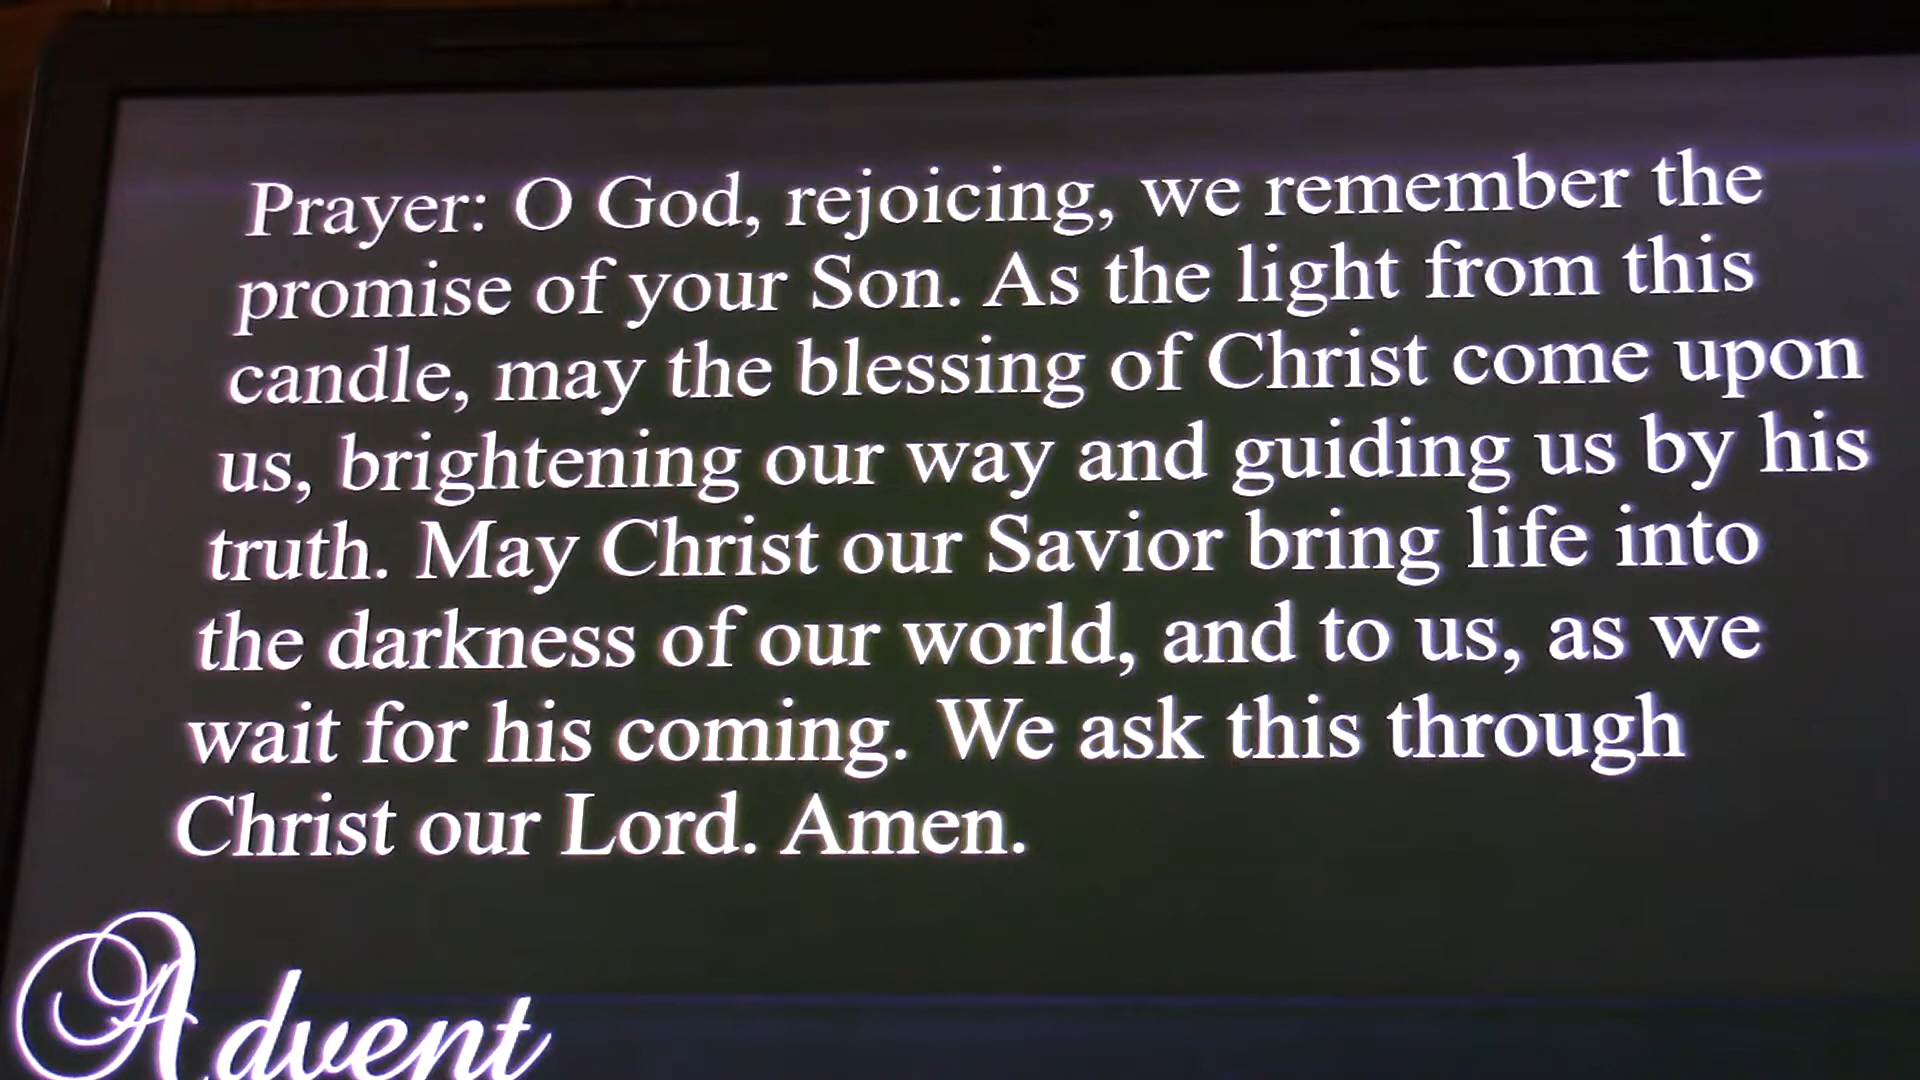 Prayer: O God, rejoicing, we remember the
promise of your Son. As the light from this
candle, may the blessing of Christ come upon
us, brightening our way and guiding us by his
truth. May Christ our Savior bring life into
the darkness of our world, and to us, as we
wait for his coming. We ask this through
Christ our Lord. Amen.
Advent